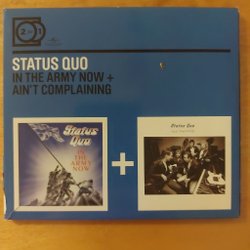 2 1
STATUS QUO
IN THE ARMY NOW +
AIN'T COMPLAINING
Status
Quo
IN
THE
ARMY
NOW
+
Status Quo